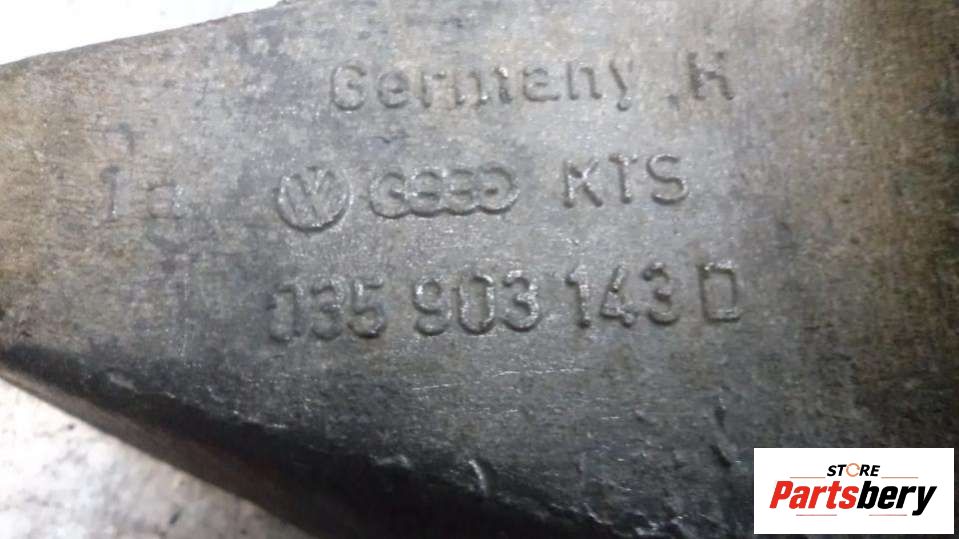 Germany H
KTS
035 903 143 D
STORE
Partsbery